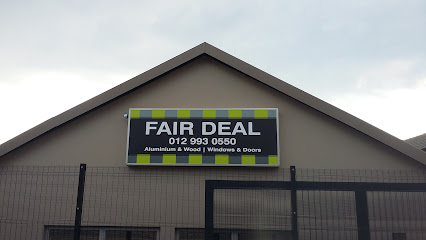 FAIR DEAL
012 993 0550
Aluminium & Wood | Windows & Doors